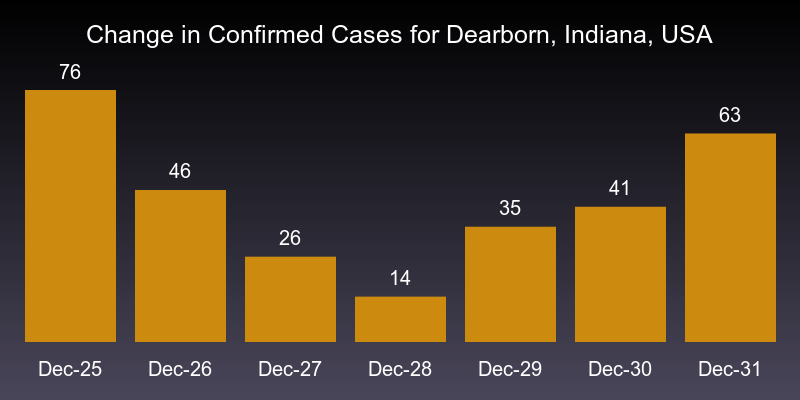 Change in Confirmed Cases for Dearborn, Indiana, USA
76
46
26
14
35
41
63
Dec-25
Dec-26
Dec-27
Dec-28
Dec-29
Dec-30
Dec-31